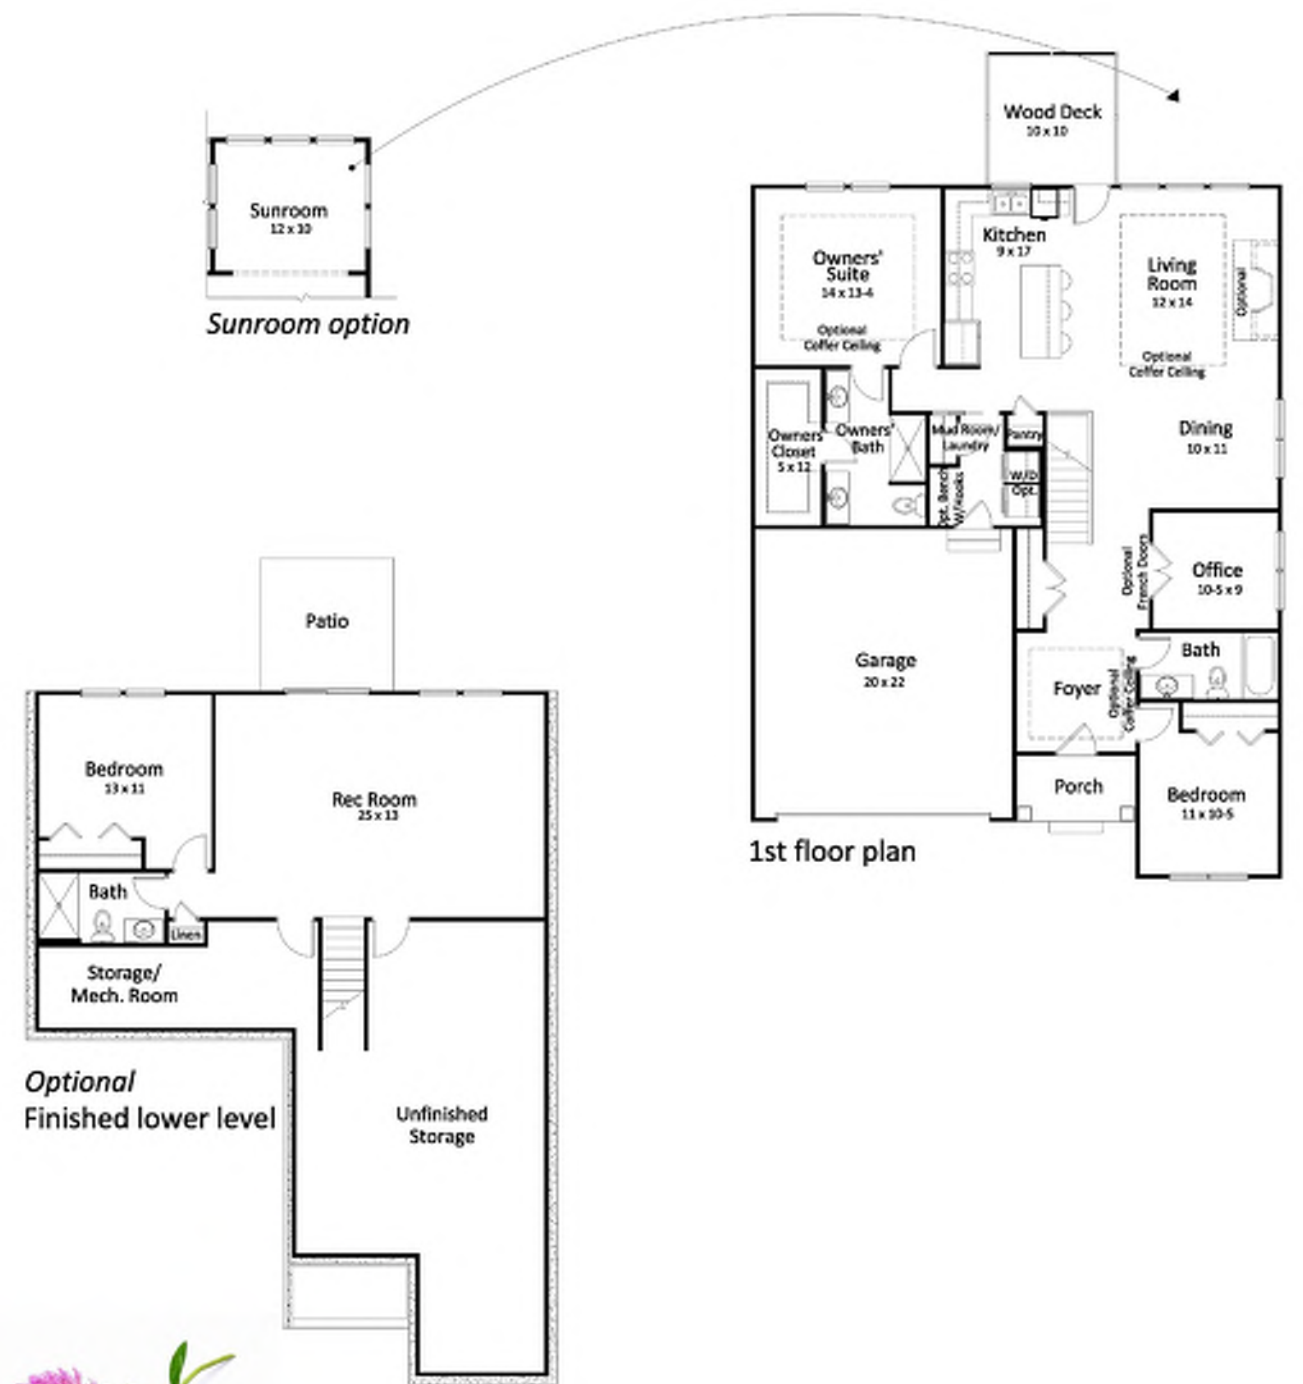 Wood Deck
10 x 10
Sunroom
12 x 10
Sunroom option
Owners'
Suite
14 x 13-4
Optional
Coffer Ceiling
Kitchen
9 x 17
Living
Room
12 x 14
Optional
Optional
Coffer Ceiling
Owners'
Closet
5 x 12
Owners'
Bath
Mud Room/
Laundry
Pantry
W/D
Opt.
Opt. Bench
W/Hooks
Dining
10 x 11
Optional
French Doors
Office
10-5 x 9
Garage
20 x 22
Foyer
Optional
Coffer Ceiling
Bath
Porch
Bedroom
11 x 10-5
1st floor plan
Patio
Bedroom
13 x 11
Rec Room
25 x 13
Bath
Linen
Storage/
Mech. Room
Optional
Finished lower level
Unfinished
Storage